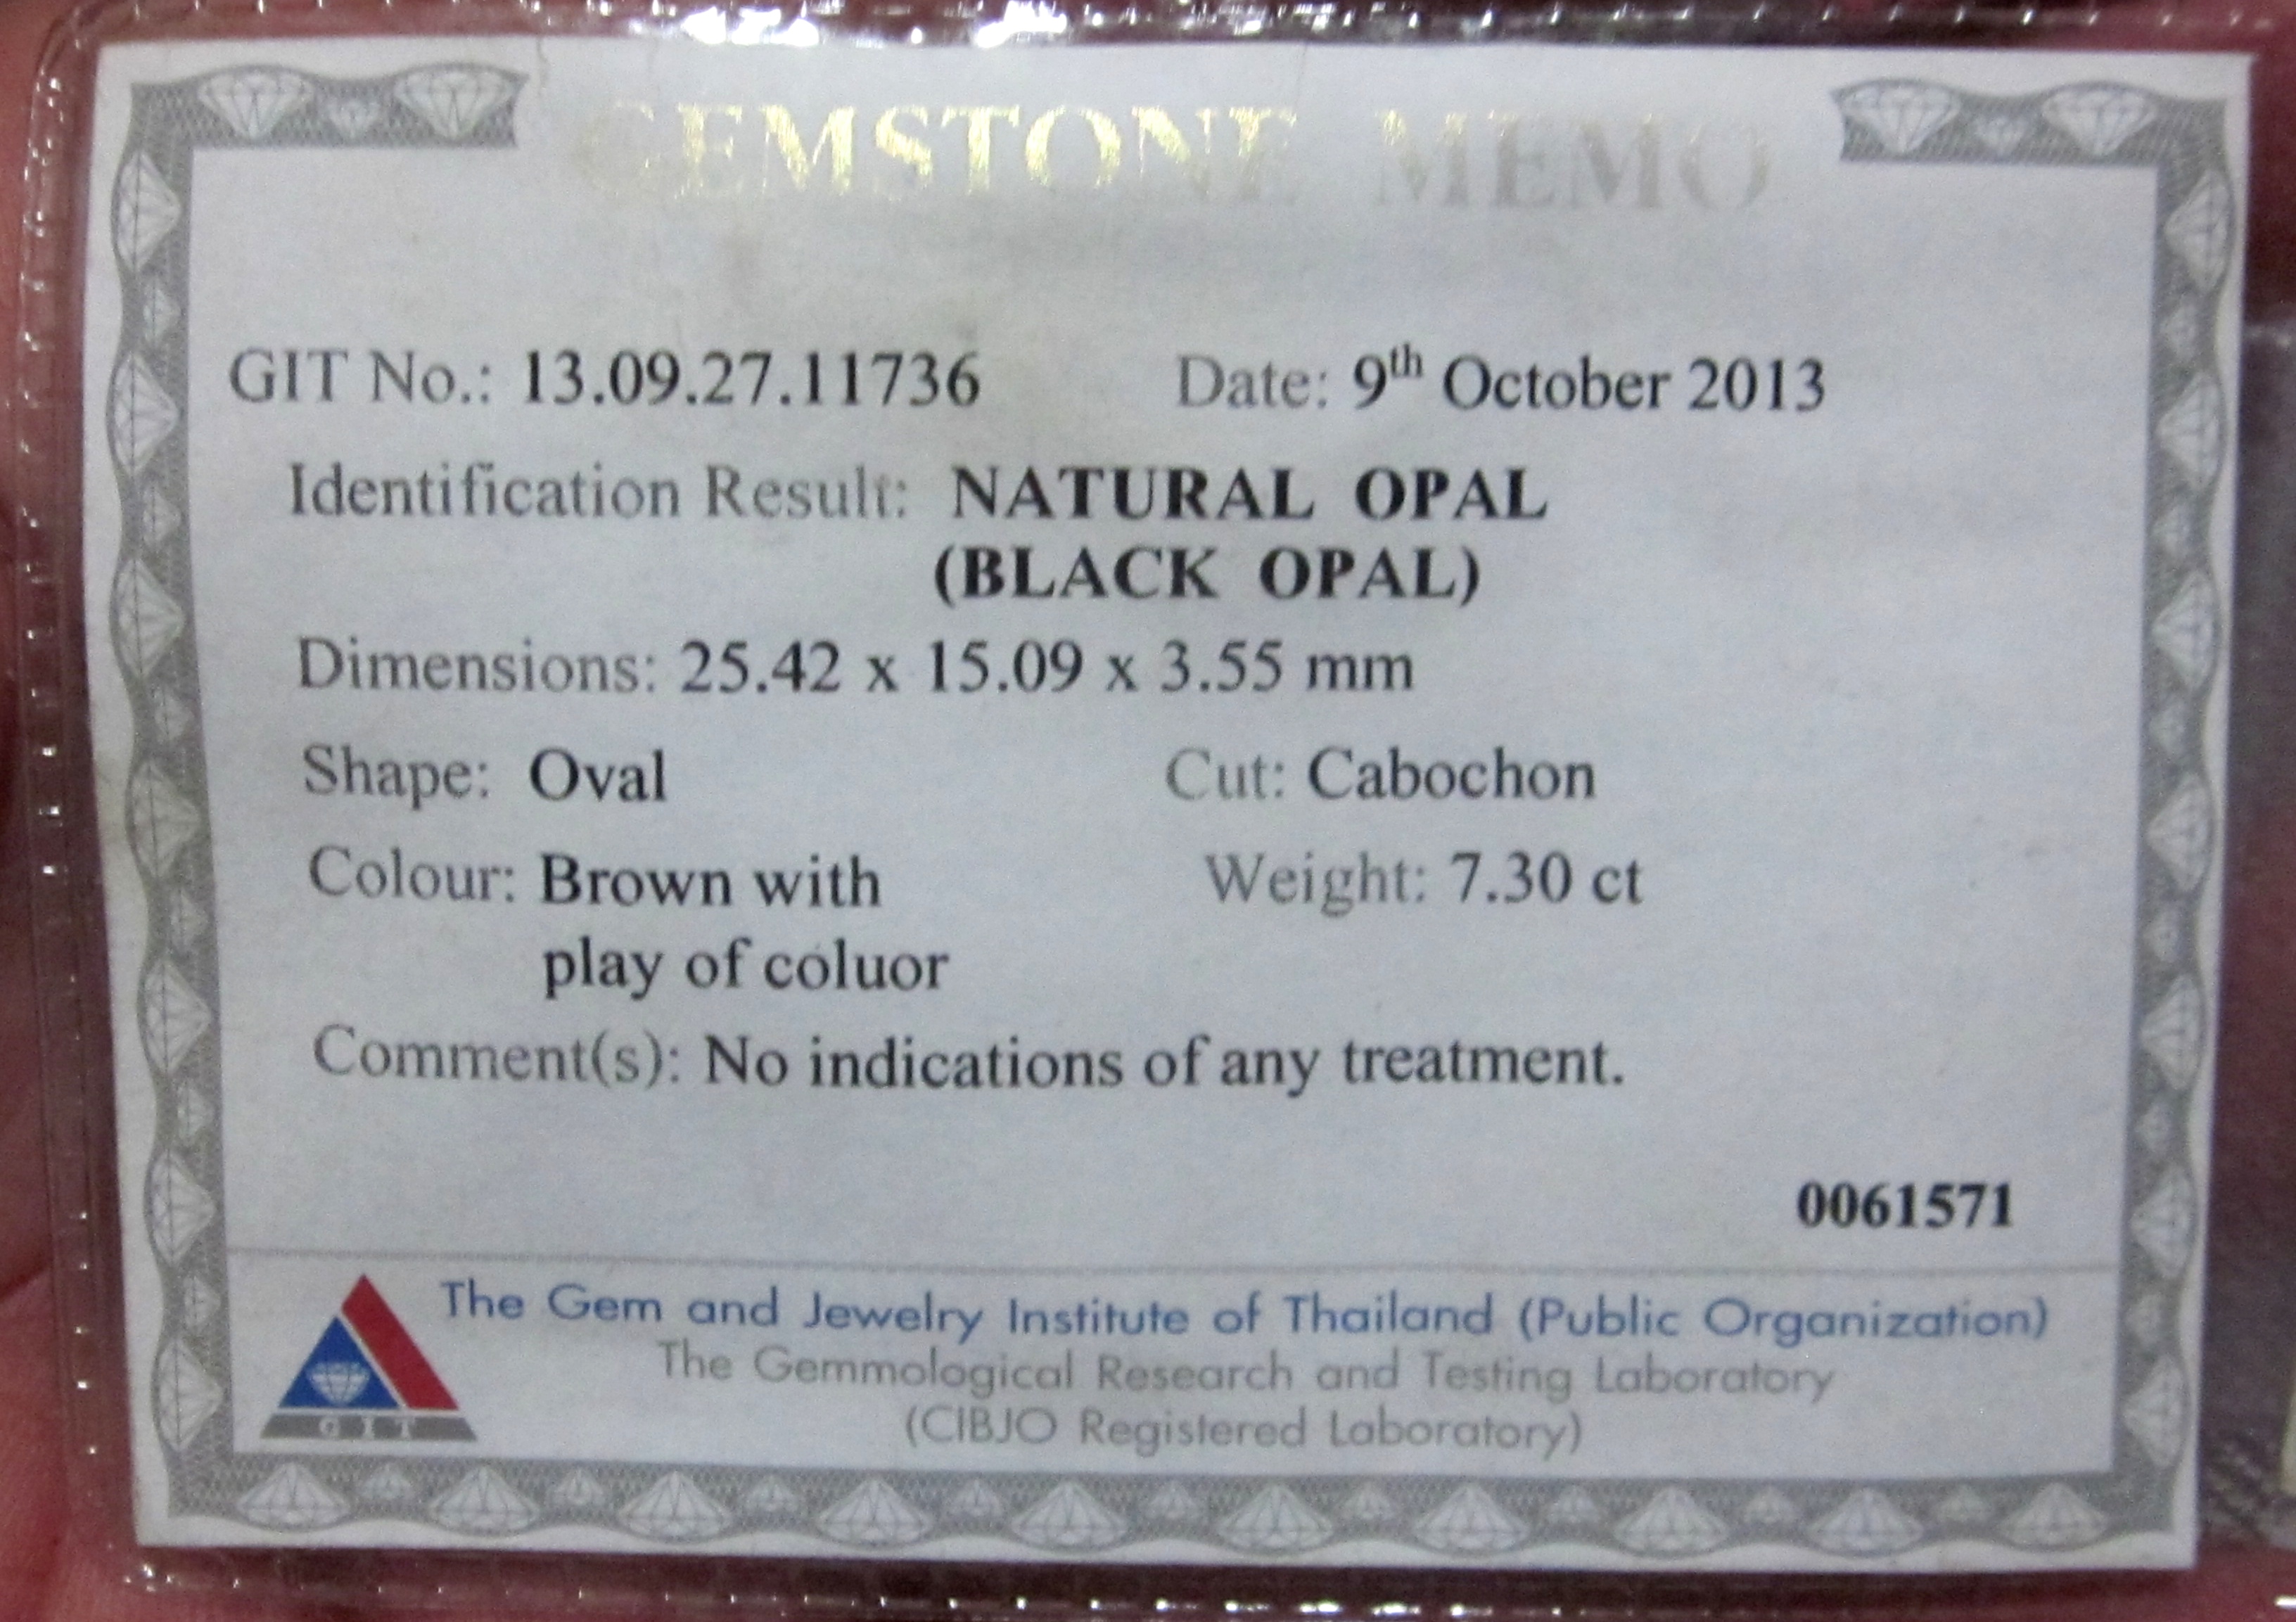 GEMSTONE MEMO
GIT No.: 13.09.27.11736 Date: 9th October 2013
Identification Result: NATURAL OPAL
(BLACK OPAL)
Dimensions: 25.42 x 15.09 x 3.55 mm
Shape: Oval Cut: Cabochon
Colour: Brown with Weight: 7.30 ct
play of coluor
Comment(s): No indications of any treatment.
0061571
The Gem and Jewelry Institute of Thailand (Public Organization)
The Gemmological Research and Testing Laboratory
(CIBJO Registered Laboratory)
GIT